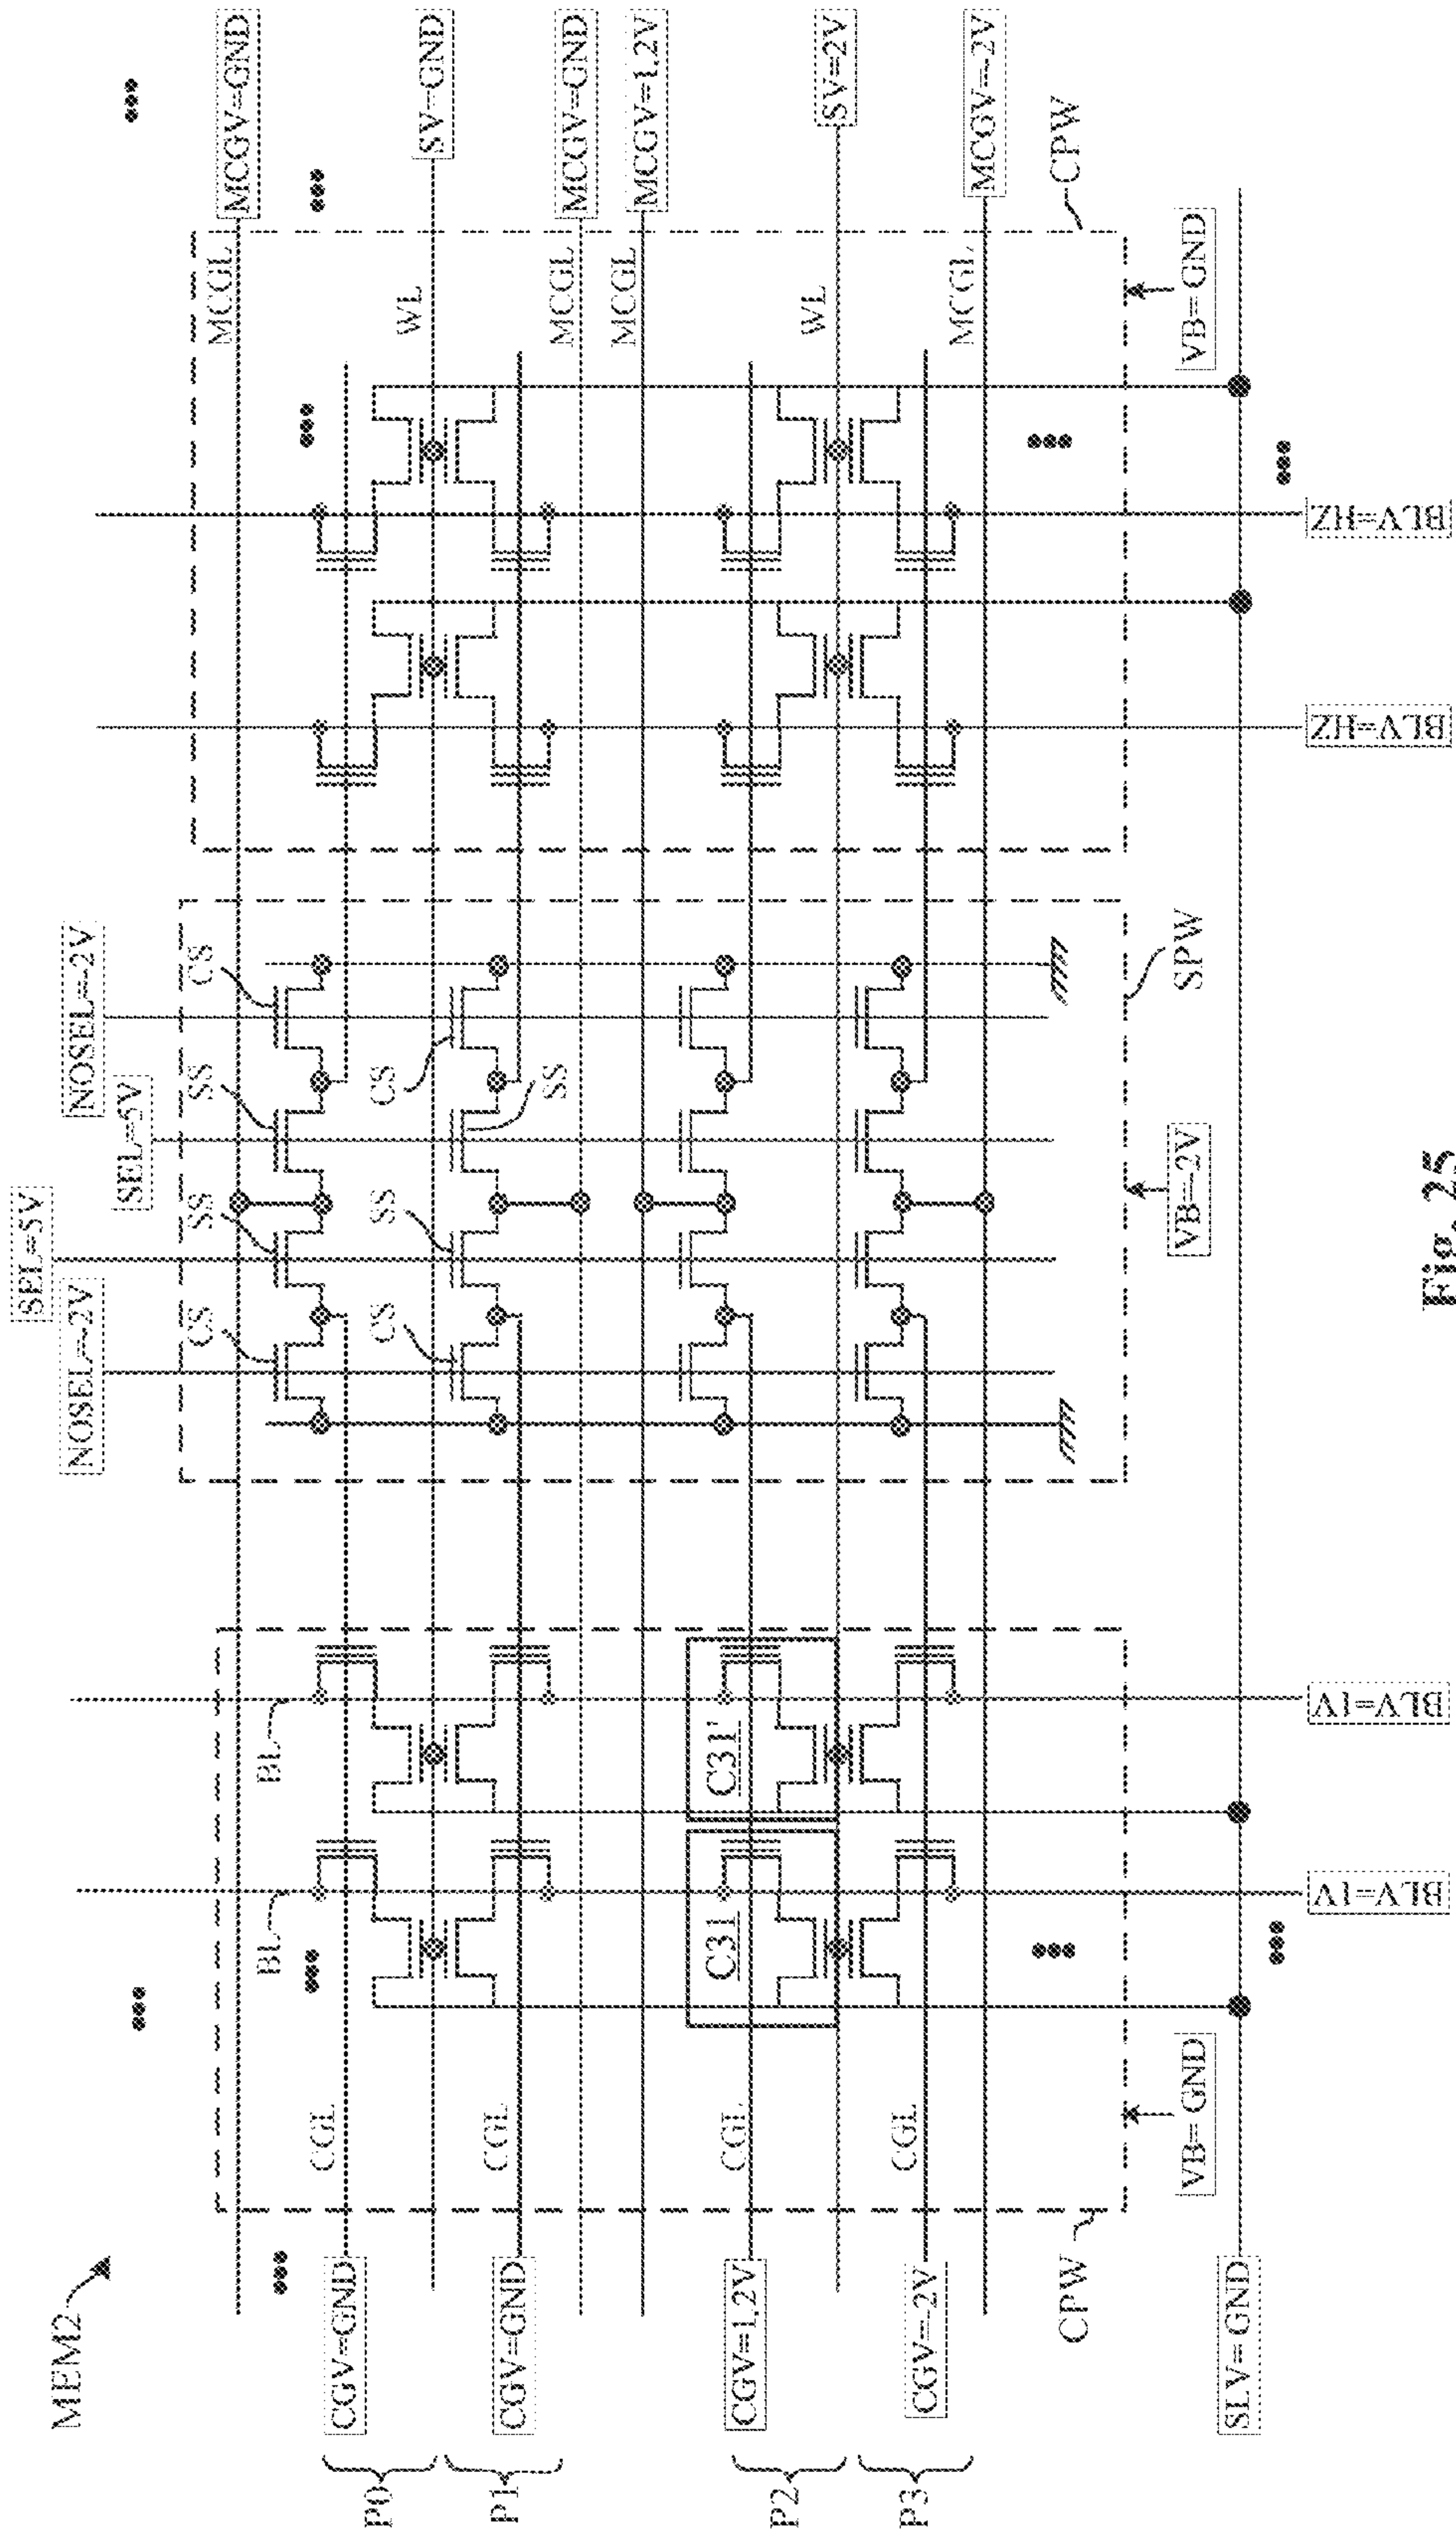 MEM2
NOSEL=-2V
SEL=5V
SEL=5V
NOSEL=-2V
BL
BL
CS
SS
SS
CS
MCGL
MCGV=GND
P0
CGV=GND
CGL
WL
SV=GND
P1
CGV=GND
CGL
CS
SS
CS
SS
MCGL
MCGV=GND
MCGL
MCGV=1.2V
P2
CGV=1.2V
CGL
C31
C31'
WL
SV=2V
P3
CGV=-2V
CGL
MCGL
MCGV=-2V
CPW
CPW
VB= GND
VB=-2V
SPW
VB= GND
SLV= GND
BLV=1V
BLV=1V
BLV=HZ
BLV=HZ
Fig. 25